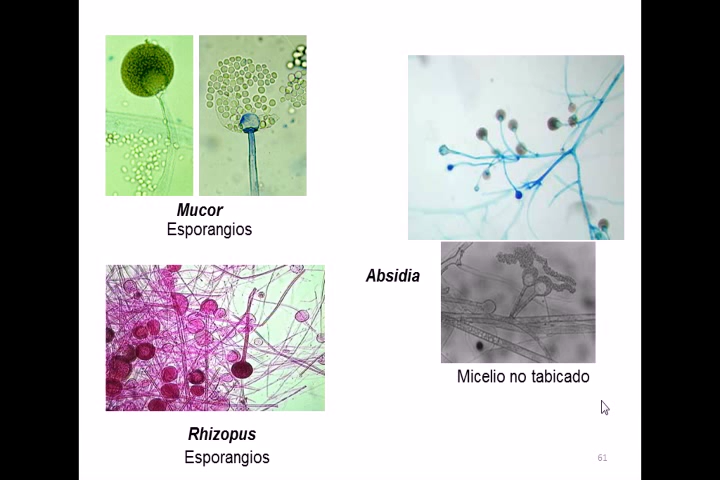 Mucor
Esporangios
Absidia
Micelio no tabicado
Rhizopus
Esporangios
61